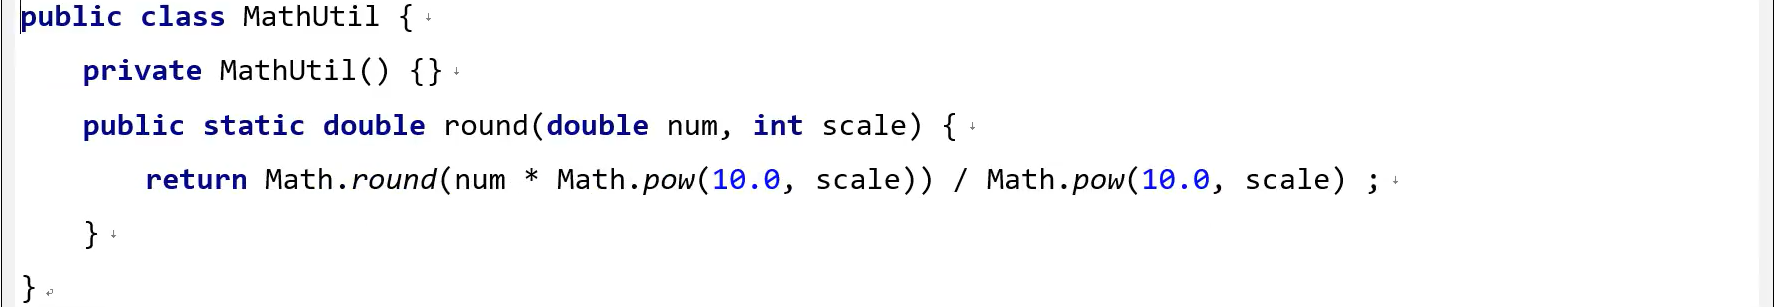 public class MathUtil {
private MathUtil() {}
public static double round(double num, int scale) {
return Math.round(num * Math.pow(10.0, scale)) / Math.pow(10.0, scale) ;
}
}